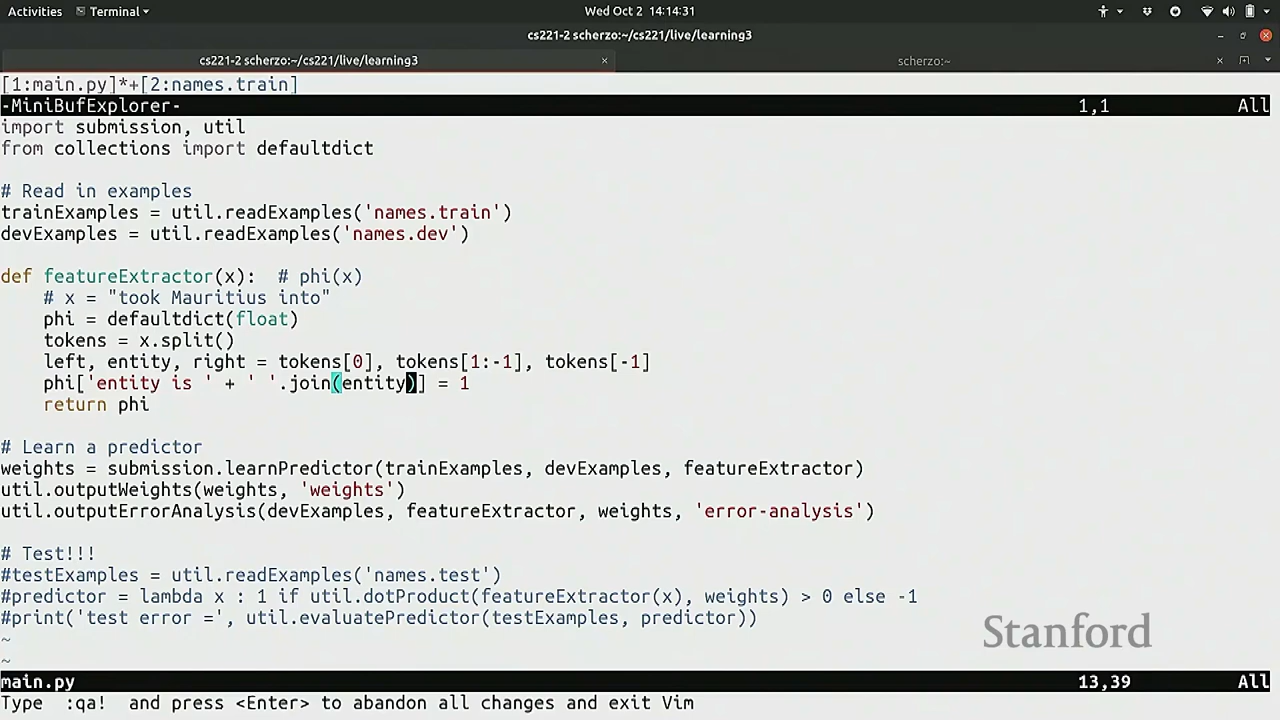 Activities Terminal Wed Oct 2 14:14:31
cs221-2 scherzo:~/cs221/live/learning3
cs221-2 scherzo:~/cs221/live/learning3 × scherzo:~ ×
[1:main.py]*+[2:names.train]
-MiniBufExplorer- 1,1 All
import submission, util
from collections import defaultdict
# Read in examples
trainExamples = util.readExamples('names.train')
devExamples = util.readExamples('names.dev')
def featureExtractor(x):  # phi(x)
    # x = "took Mauritius into"
    phi = defaultdict(float)
    tokens = x.split()
    left, entity, right = tokens[0], tokens[1:-1], tokens[-1]
    phi['entity is ' + ' '.join(entity)] = 1
    return phi
# Learn a predictor
weights = submission.learnPredictor(trainExamples, devExamples, featureExtractor)
util.outputWeights(weights, 'weights')
util.outputErrorAnalysis(devExamples, featureExtractor, weights, 'error-analysis')
# Test!!!
#testExamples = util.readExamples('names.test')
#predictor = lambda x : 1 if util.dotProduct(featureExtractor(x), weights) > 0 else -1
#print('test error =', util.evaluatePredictor(testExamples, predictor))
~
~
Stanford
main.py 13,39 All
Type  :qa!  and press <Enter> to abandon all changes and exit Vim